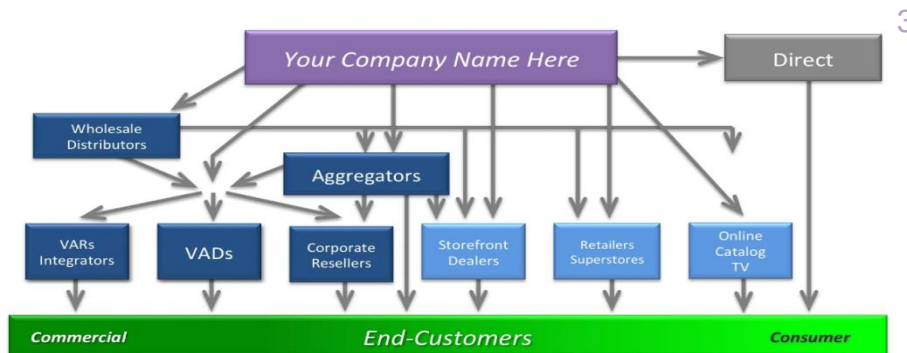 3
Your Company Name Here
Direct
Wholesale
Distributors
Aggregators
VARs
Integrators
VADs
Corporate
Resellers
Storefront
Dealers
Retailers
Superstores
Online
Catalog
TV
Commercial
End-Customers
Consumer